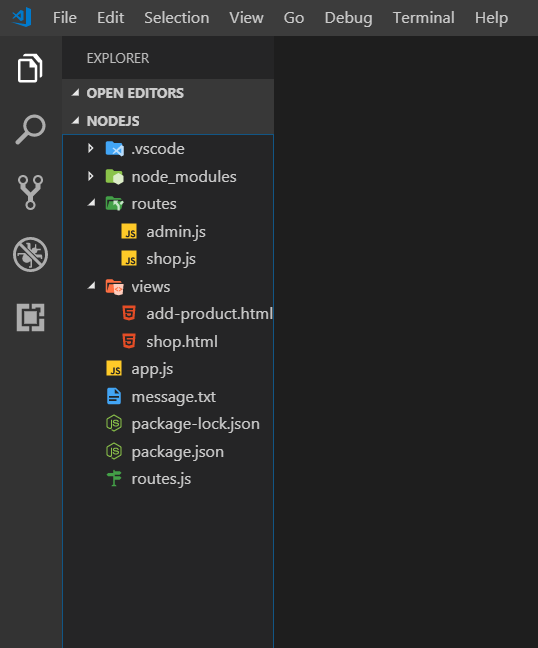 File Edit Selection View Go Debug Terminal Help
EXPLORER
OPEN EDITORS
NODEJS
.vscode
node_modules
routes
JS admin.js
JS shop.js
views
add-product.html
shop.html
JS app.js
message.txt
package-lock.json
package.json
routes.js